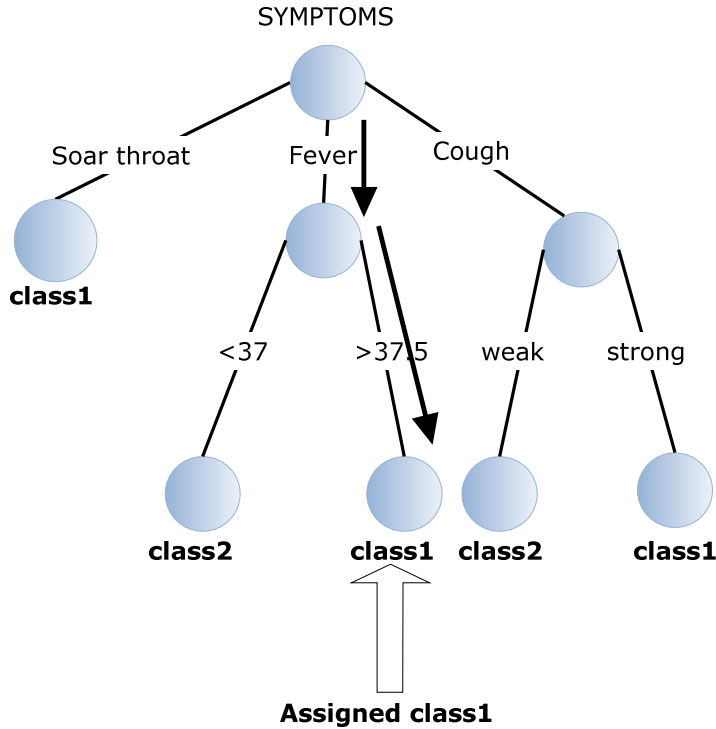 SYMPTOMS
Soar throat
Fever
Cough
class1
<37
>37.5
weak
strong
class2
class1
class2
class1
Assigned class1